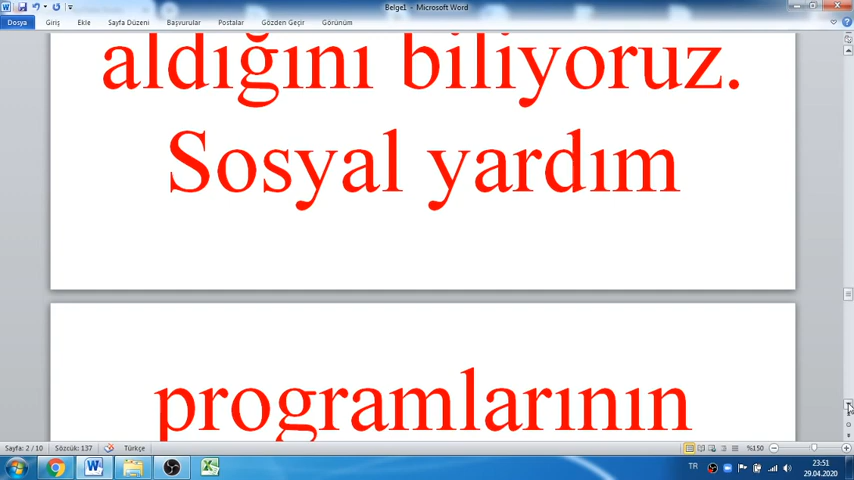 Belge1 - Microsoft Word
Dosya Giriş Ekle Sayfa Düzeni Başvurular Postalar Gözden Geçir Görünüm
aldığını biliyoruz.
Sosyal yardım
programlarının
Sayfa: 2 / 10 Sözcük: 137 Türkçe %150
TR 23:51
29.04.2020